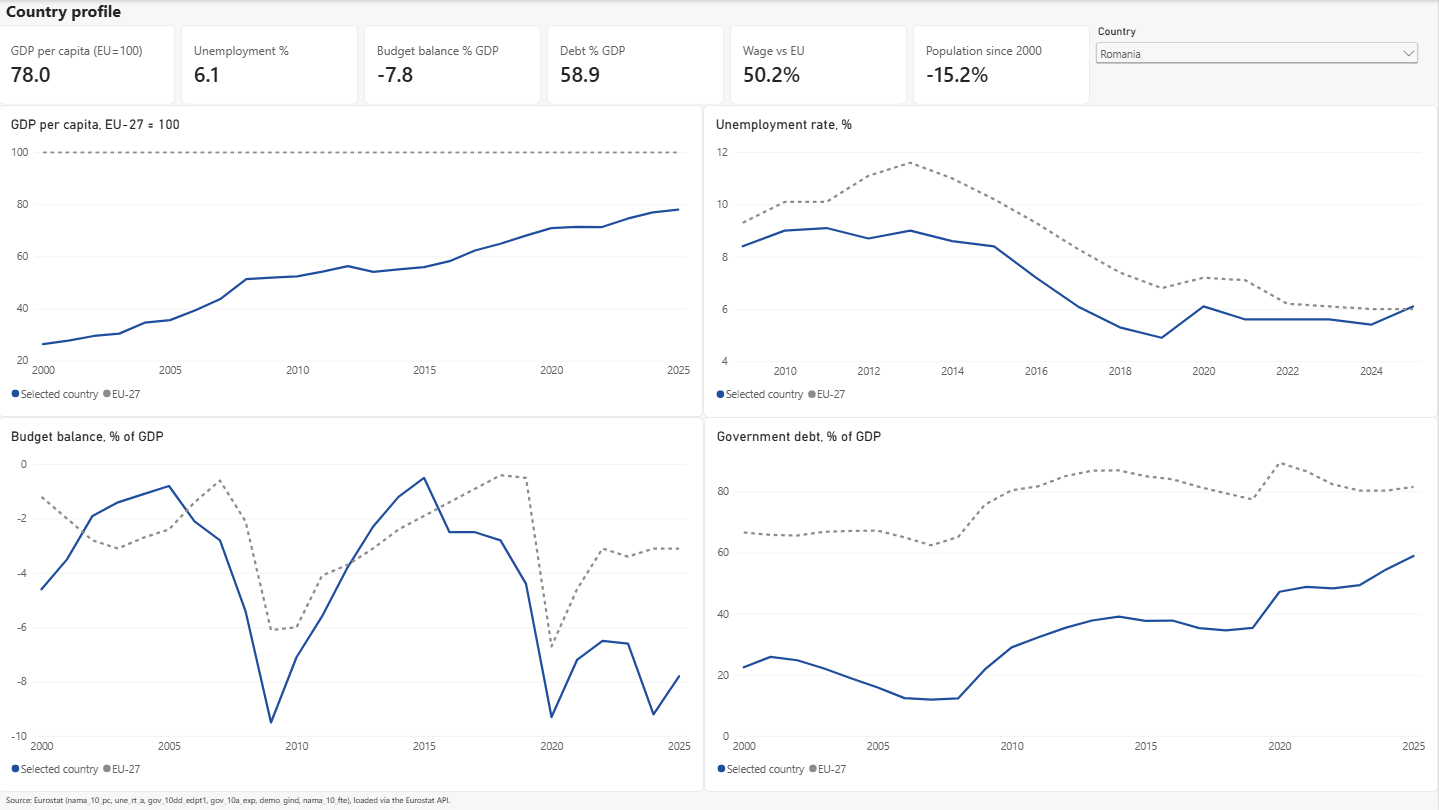 Country profile
GDP per capita (EU=100)
78.0
Unemployment %
6.1
Budget balance % GDP
-7.8
Debt % GDP
58.9
Wage vs EU
50.2%
Population since 2000
-15.2%
Country
Romania
GDP per capita, EU-27 = 100
100
80
60
40
20
2000 2005 2010 2015 2020 2025
Selected country EU-27
Unemployment rate, %
12
10
8
6
4
2010 2012 2014 2016 2018 2020 2022 2024
Selected country EU-27
Budget balance, % of GDP
0
-2
-4
-6
-8
-10
2000 2005 2010 2015 2020 2025
Selected country EU-27
Government debt, % of GDP
80
60
40
20
0
2000 2005 2010 2015 2020 2025
Selected country EU-27
Source: Eurostat (nama_10_pc, une_rt_a, gov_10dd_edpt1, gov_10a_exp, demo_gind, nama_10_fte), loaded via the Eurostat API.